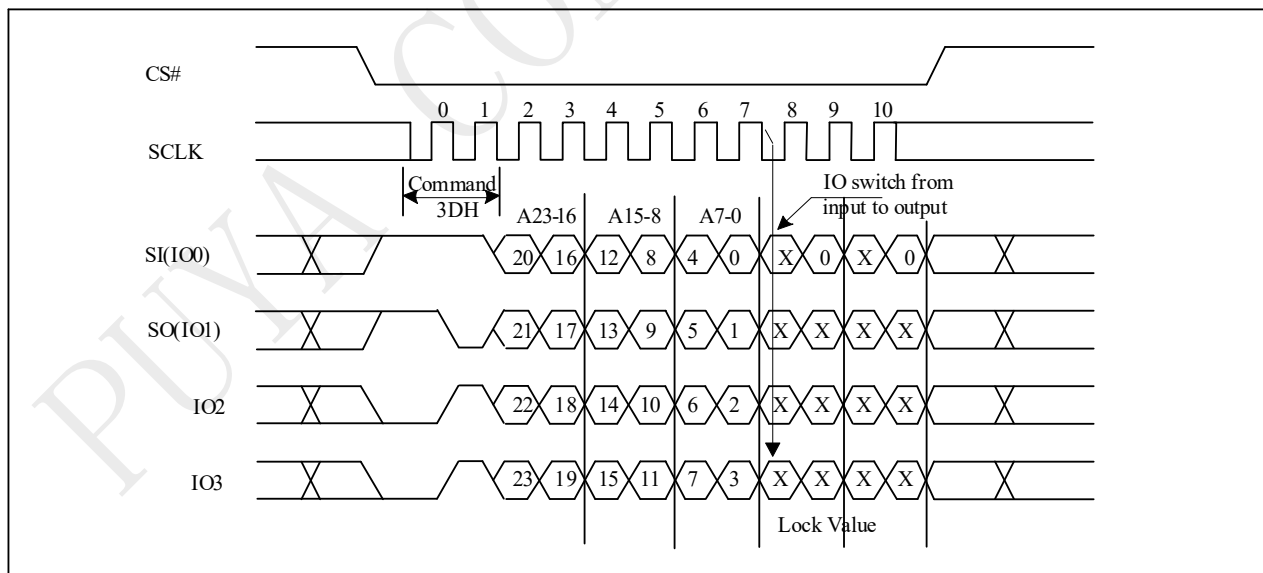 PUYA CON
CS#
0 1 2 3 4 5 6 7 8 9 10
SCLK
Command
3DH
IO switch from
input to output
A23-16 A15-8 A7-0
SI(IO0) 20 16 12 8 4 0 X 0 X 0
SO(IO1) 21 17 13 9 5 1 X X X X
IO2 22 18 14 10 6 2 X X X X
IO3 23 19 15 11 7 3 X X X X
Lock Value